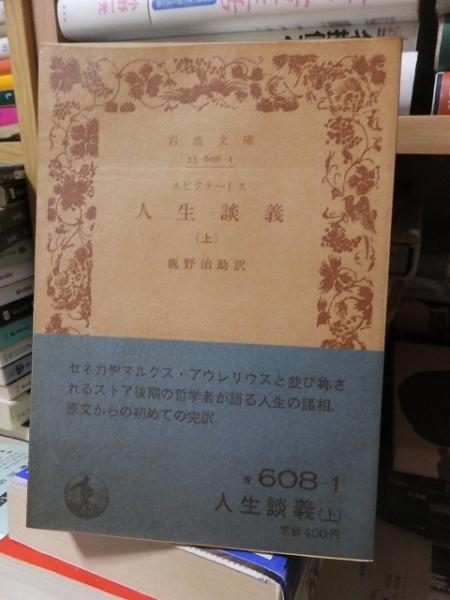 岩波文庫
33-608-1
エピクテートス
人生談義
(上)
鹿野治助訳
セネカやマルクス・アウレリウスと並び称さ
れるストア後期の哲学者が語る人生の諸相.
原文からの初めての完訳.
青 608-1
人生談義(上)
定価400円